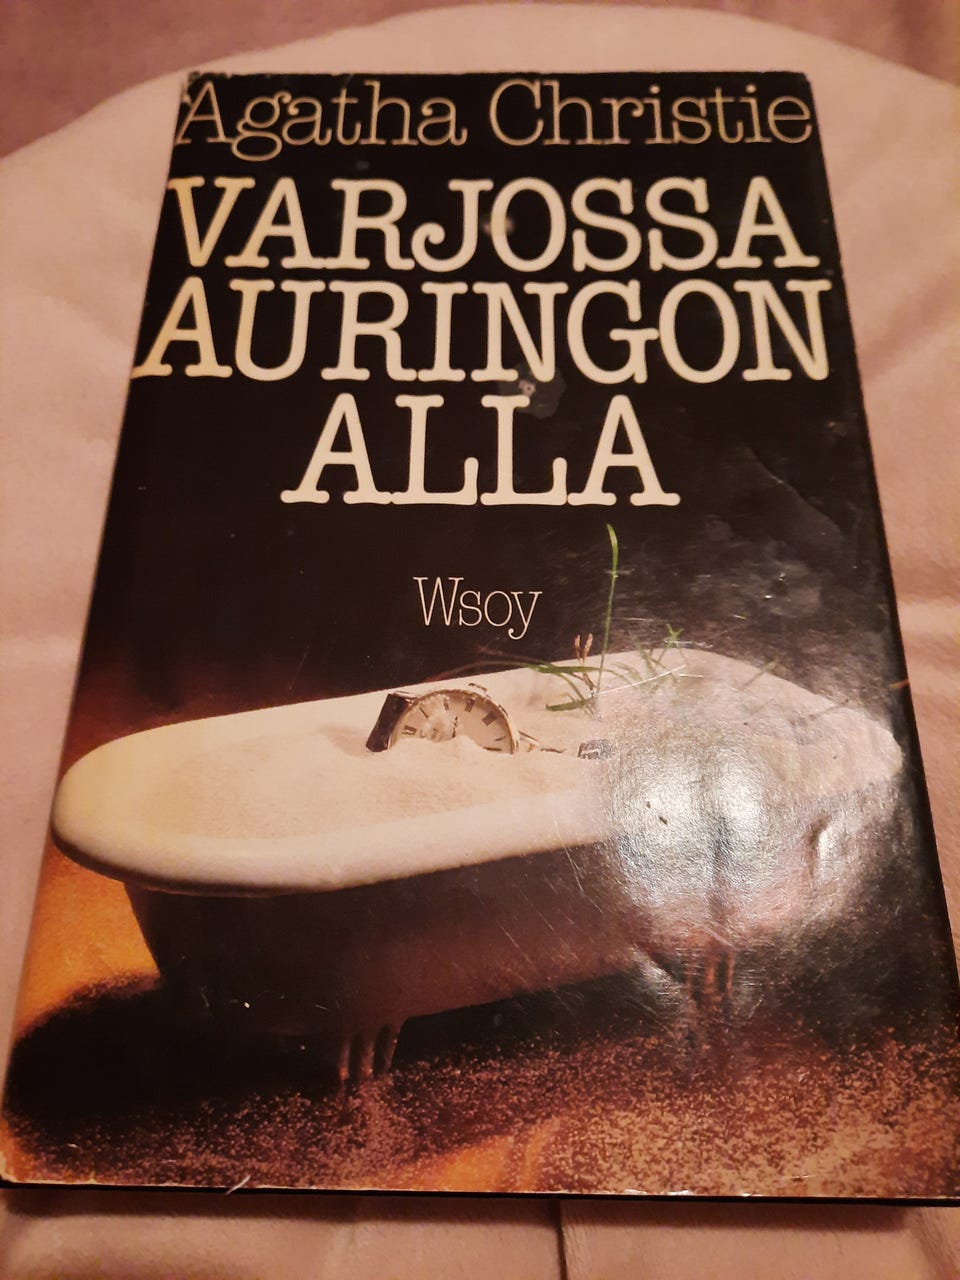 Agatha Christie
VARJOSSA
AURINGON
ALLA
Wsoy